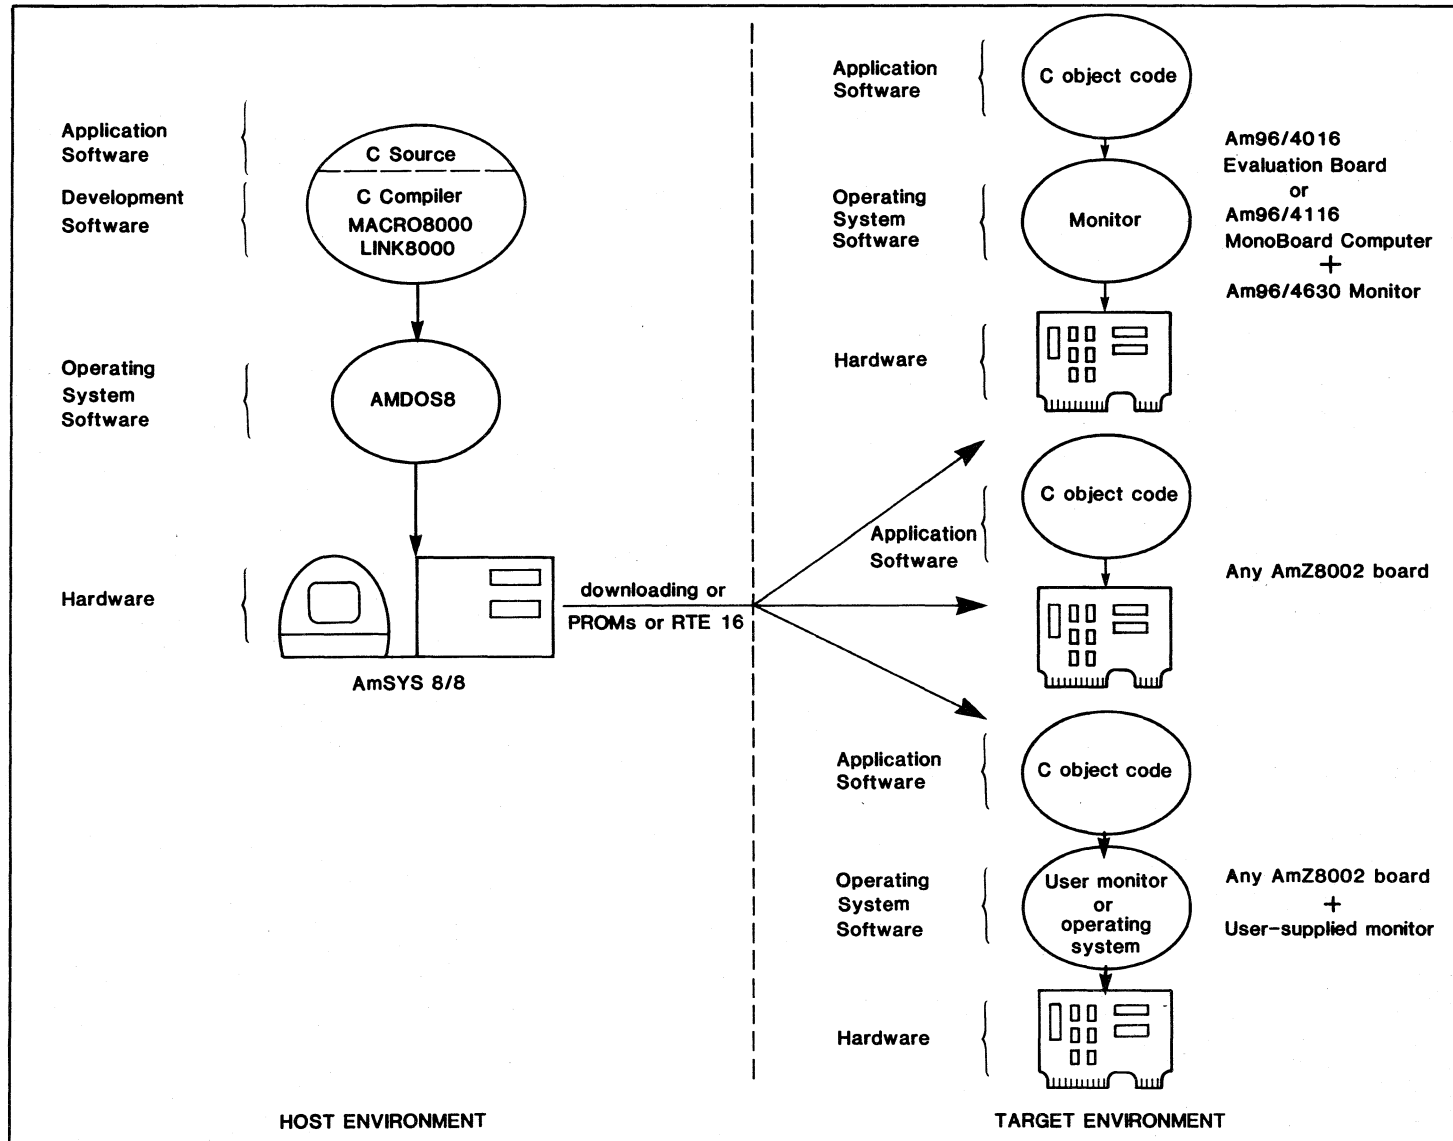 Application
Software
C Source
Development
Software
C Compiler
MACRO8000
LINK8000
Operating
System
Software
AMDOS8
Hardware
AmSYS 8/8
downloading or
PROMs or RTE 16
HOST ENVIRONMENT
Application
Software
C object code
Operating
System
Software
Monitor
Am96/4016
Evaluation Board
or
Am96/4116
MonoBoard Computer
+
Am96/4630 Monitor
Hardware
Application
Software
C object code
Any AmZ8002 board
Application
Software
C object code
Operating
System
Software
User monitor
or
operating
system
Any AmZ8002 board
+
User-supplied monitor
Hardware
TARGET ENVIRONMENT